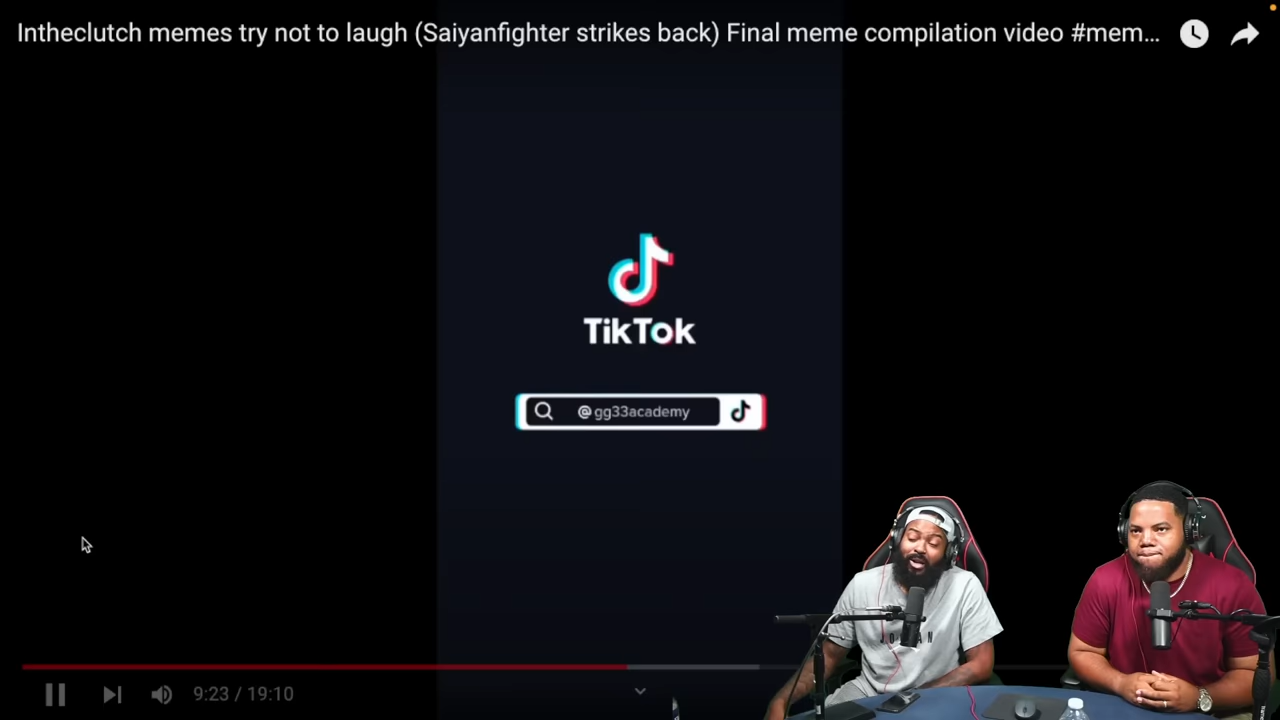 Intheclutch memes try not to laugh (Saiyanfighter strikes back) Final meme compilation video #mem…
TikTok
@gg33academy
9:23 / 19:10